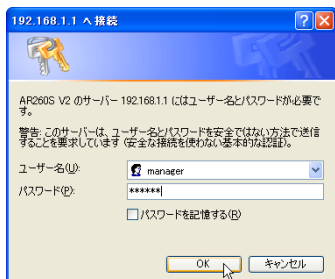 192.168.1.1 へ接続
AR260S V2 のサーバー 192.168.1.1 にはユーザー名とパスワードが必要で
す。
警告: このサーバーは、ユーザー名とパスワードを安全ではない方法で送信
することを要求しています (安全な接続を使わない基本的な認証)。
ユーザー名(U):
manager
パスワード(P):
******
パスワードを記憶する(R)
OK
キャンセル